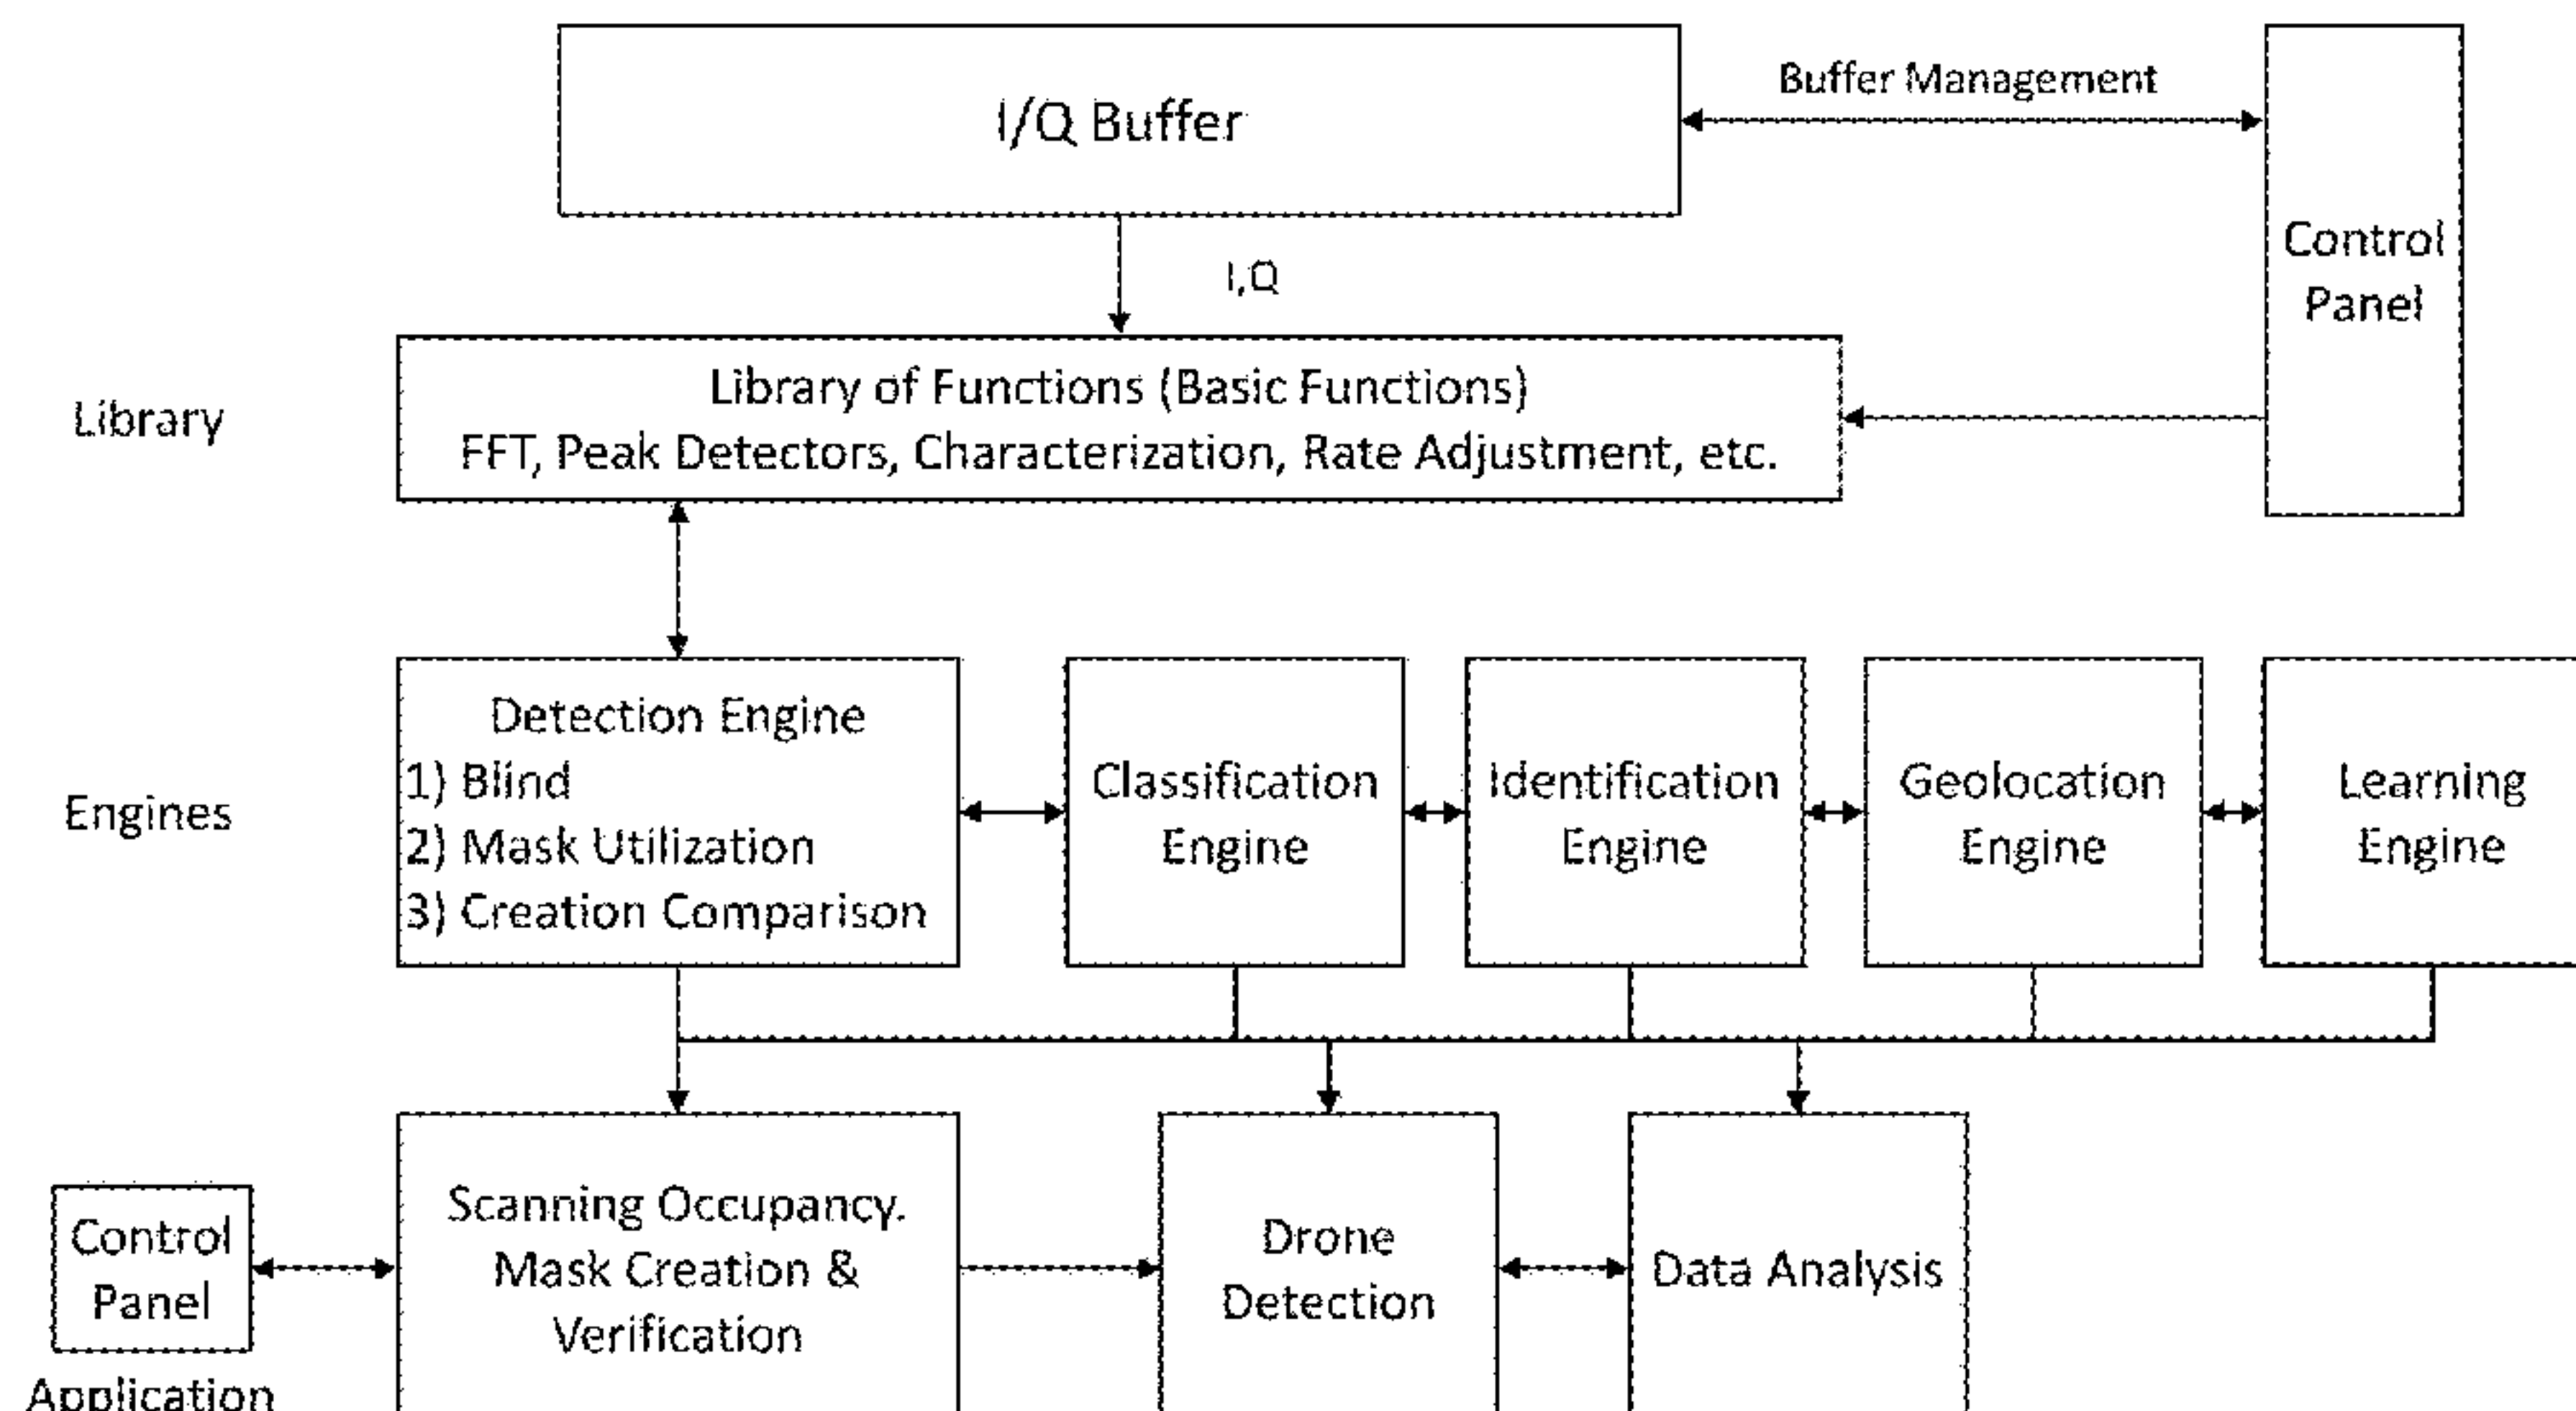 I/Q Buffer
Buffer Management
Control
Panel
I,Q
Library
Library of Functions (Basic Functions)
FFT, Peak Detectors, Characterization, Rate Adjustment, etc.
Engines
Detection Engine
1) Blind
2) Mask Utilization
3) Creation Comparison
Classification
Engine
Identification
Engine
Geolocation
Engine
Learning
Engine
Control
Panel
Application
Scanning Occupancy.
Mask Creation &
Verification
Drone
Detection
Data Analysis